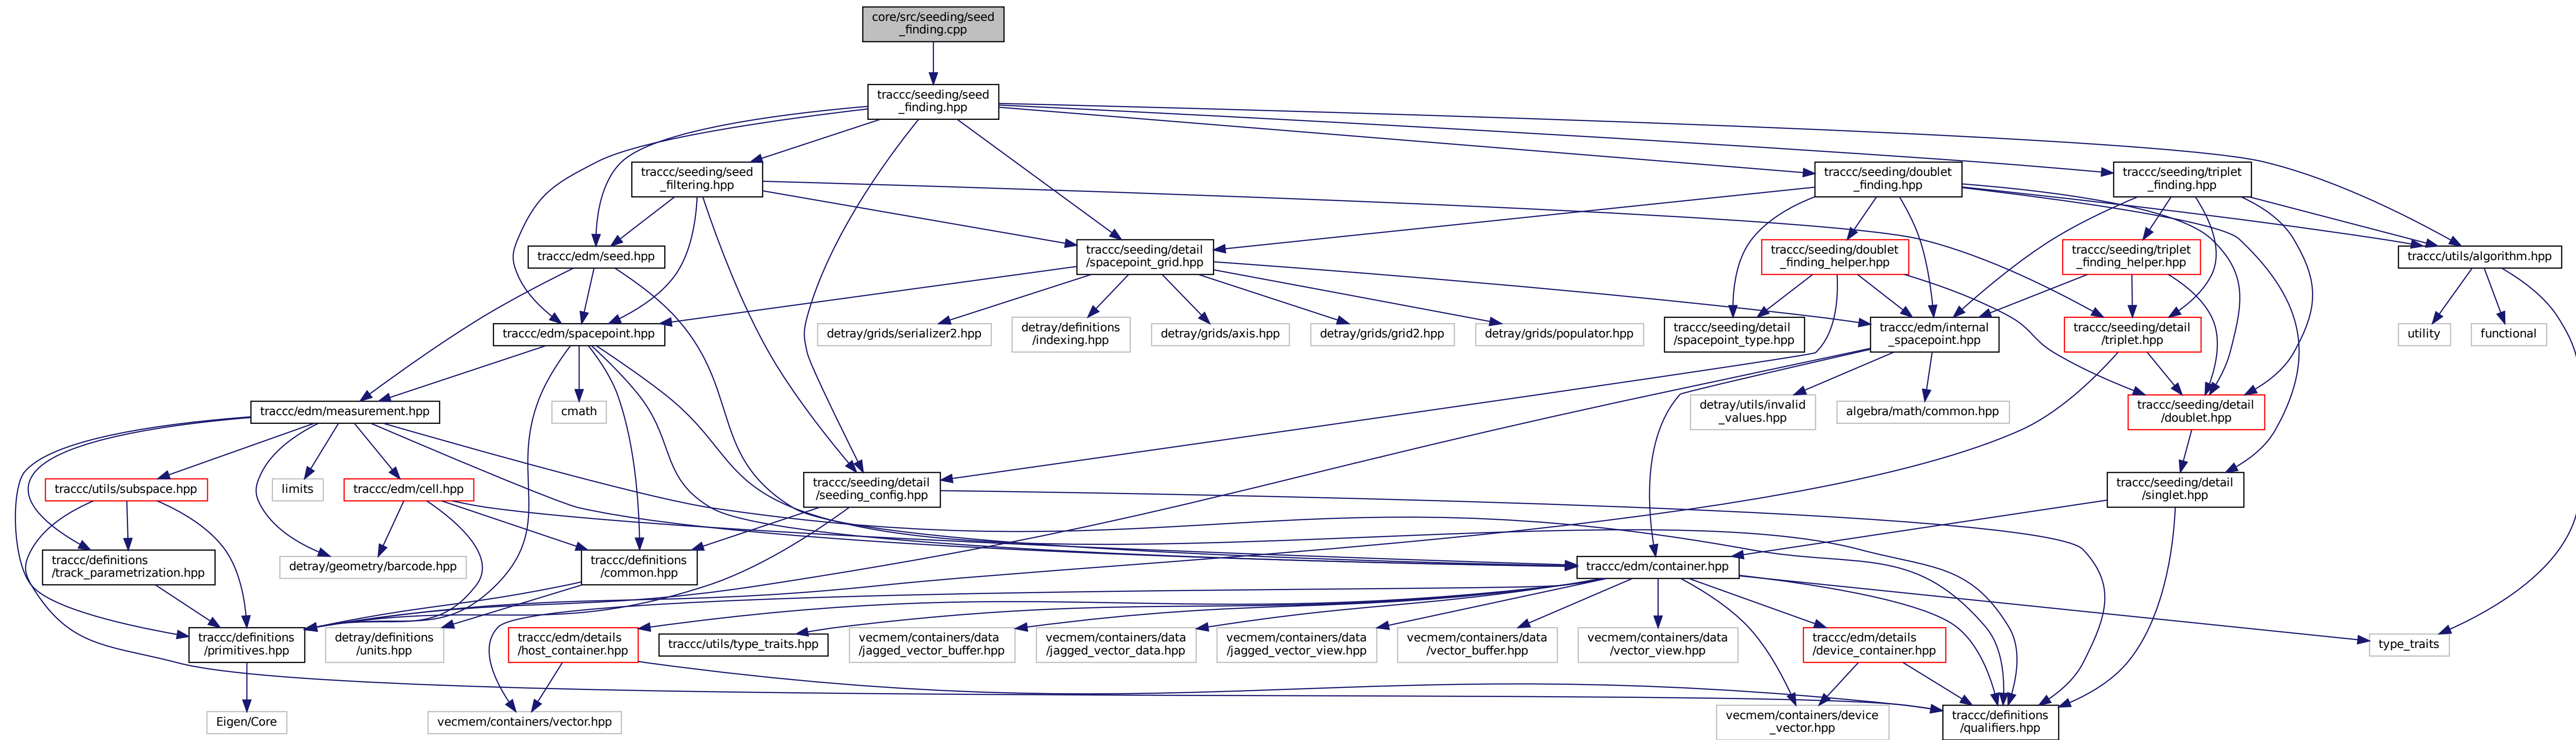 core/src/seeding/seed
_finding.cpp
traccc/seeding/seed
_finding.hpp
traccc/seeding/seed
_filtering.hpp
traccc/seeding/doublet
_finding.hpp
traccc/seeding/triplet
_finding.hpp
traccc/edm/seed.hpp
traccc/seeding/detail
/spacepoint_grid.hpp
traccc/seeding/doublet
_finding_helper.hpp
traccc/seeding/triplet
_finding_helper.hpp
traccc/utils/algorithm.hpp
traccc/edm/spacepoint.hpp
detray/grids/serializer2.hpp
detray/definitions
/indexing.hpp
detray/grids/axis.hpp
detray/grids/grid2.hpp
detray/grids/populator.hpp
traccc/seeding/detail
/spacepoint_type.hpp
traccc/edm/internal
_spacepoint.hpp
traccc/seeding/detail
/triplet.hpp
utility
functional
traccc/edm/measurement.hpp
cmath
detray/utils/invalid
_values.hpp
algebra/math/common.hpp
traccc/seeding/detail
/doublet.hpp
traccc/utils/subspace.hpp
limits
traccc/edm/cell.hpp
traccc/seeding/detail
/seeding_config.hpp
traccc/seeding/detail
/singlet.hpp
traccc/definitions
/track_parametrization.hpp
detray/geometry/barcode.hpp
traccc/definitions
/common.hpp
traccc/edm/container.hpp
traccc/definitions
/primitives.hpp
detray/definitions
/units.hpp
traccc/edm/details
/host_container.hpp
traccc/utils/type_traits.hpp
vecmem/containers/data
/jagged_vector_buffer.hpp
vecmem/containers/data
/jagged_vector_data.hpp
vecmem/containers/data
/jagged_vector_view.hpp
vecmem/containers/data
/vector_buffer.hpp
vecmem/containers/data
/vector_view.hpp
traccc/edm/details
/device_container.hpp
type_traits
Eigen/Core
vecmem/containers/vector.hpp
vecmem/containers/device
_vector.hpp
traccc/definitions
/qualifiers.hpp